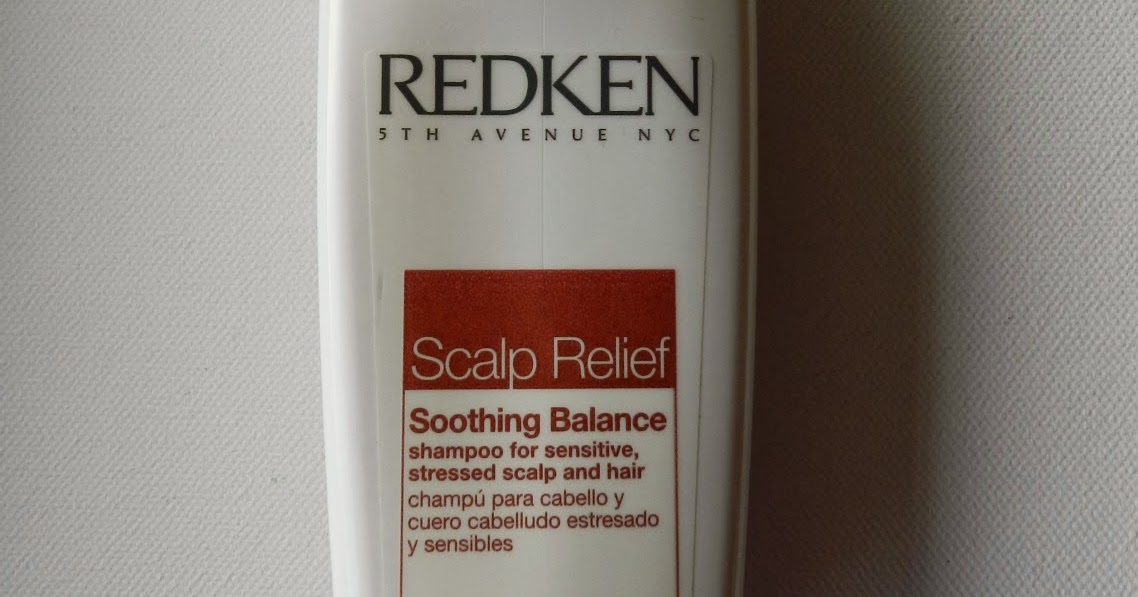 REDKEN
5TH AVENUE NYC
Scalp Relief
Soothing Balance
shampoo for sensitive,
stressed scalp and hair
champú para cabello y
cuero cabelludo estresado
y sensibles